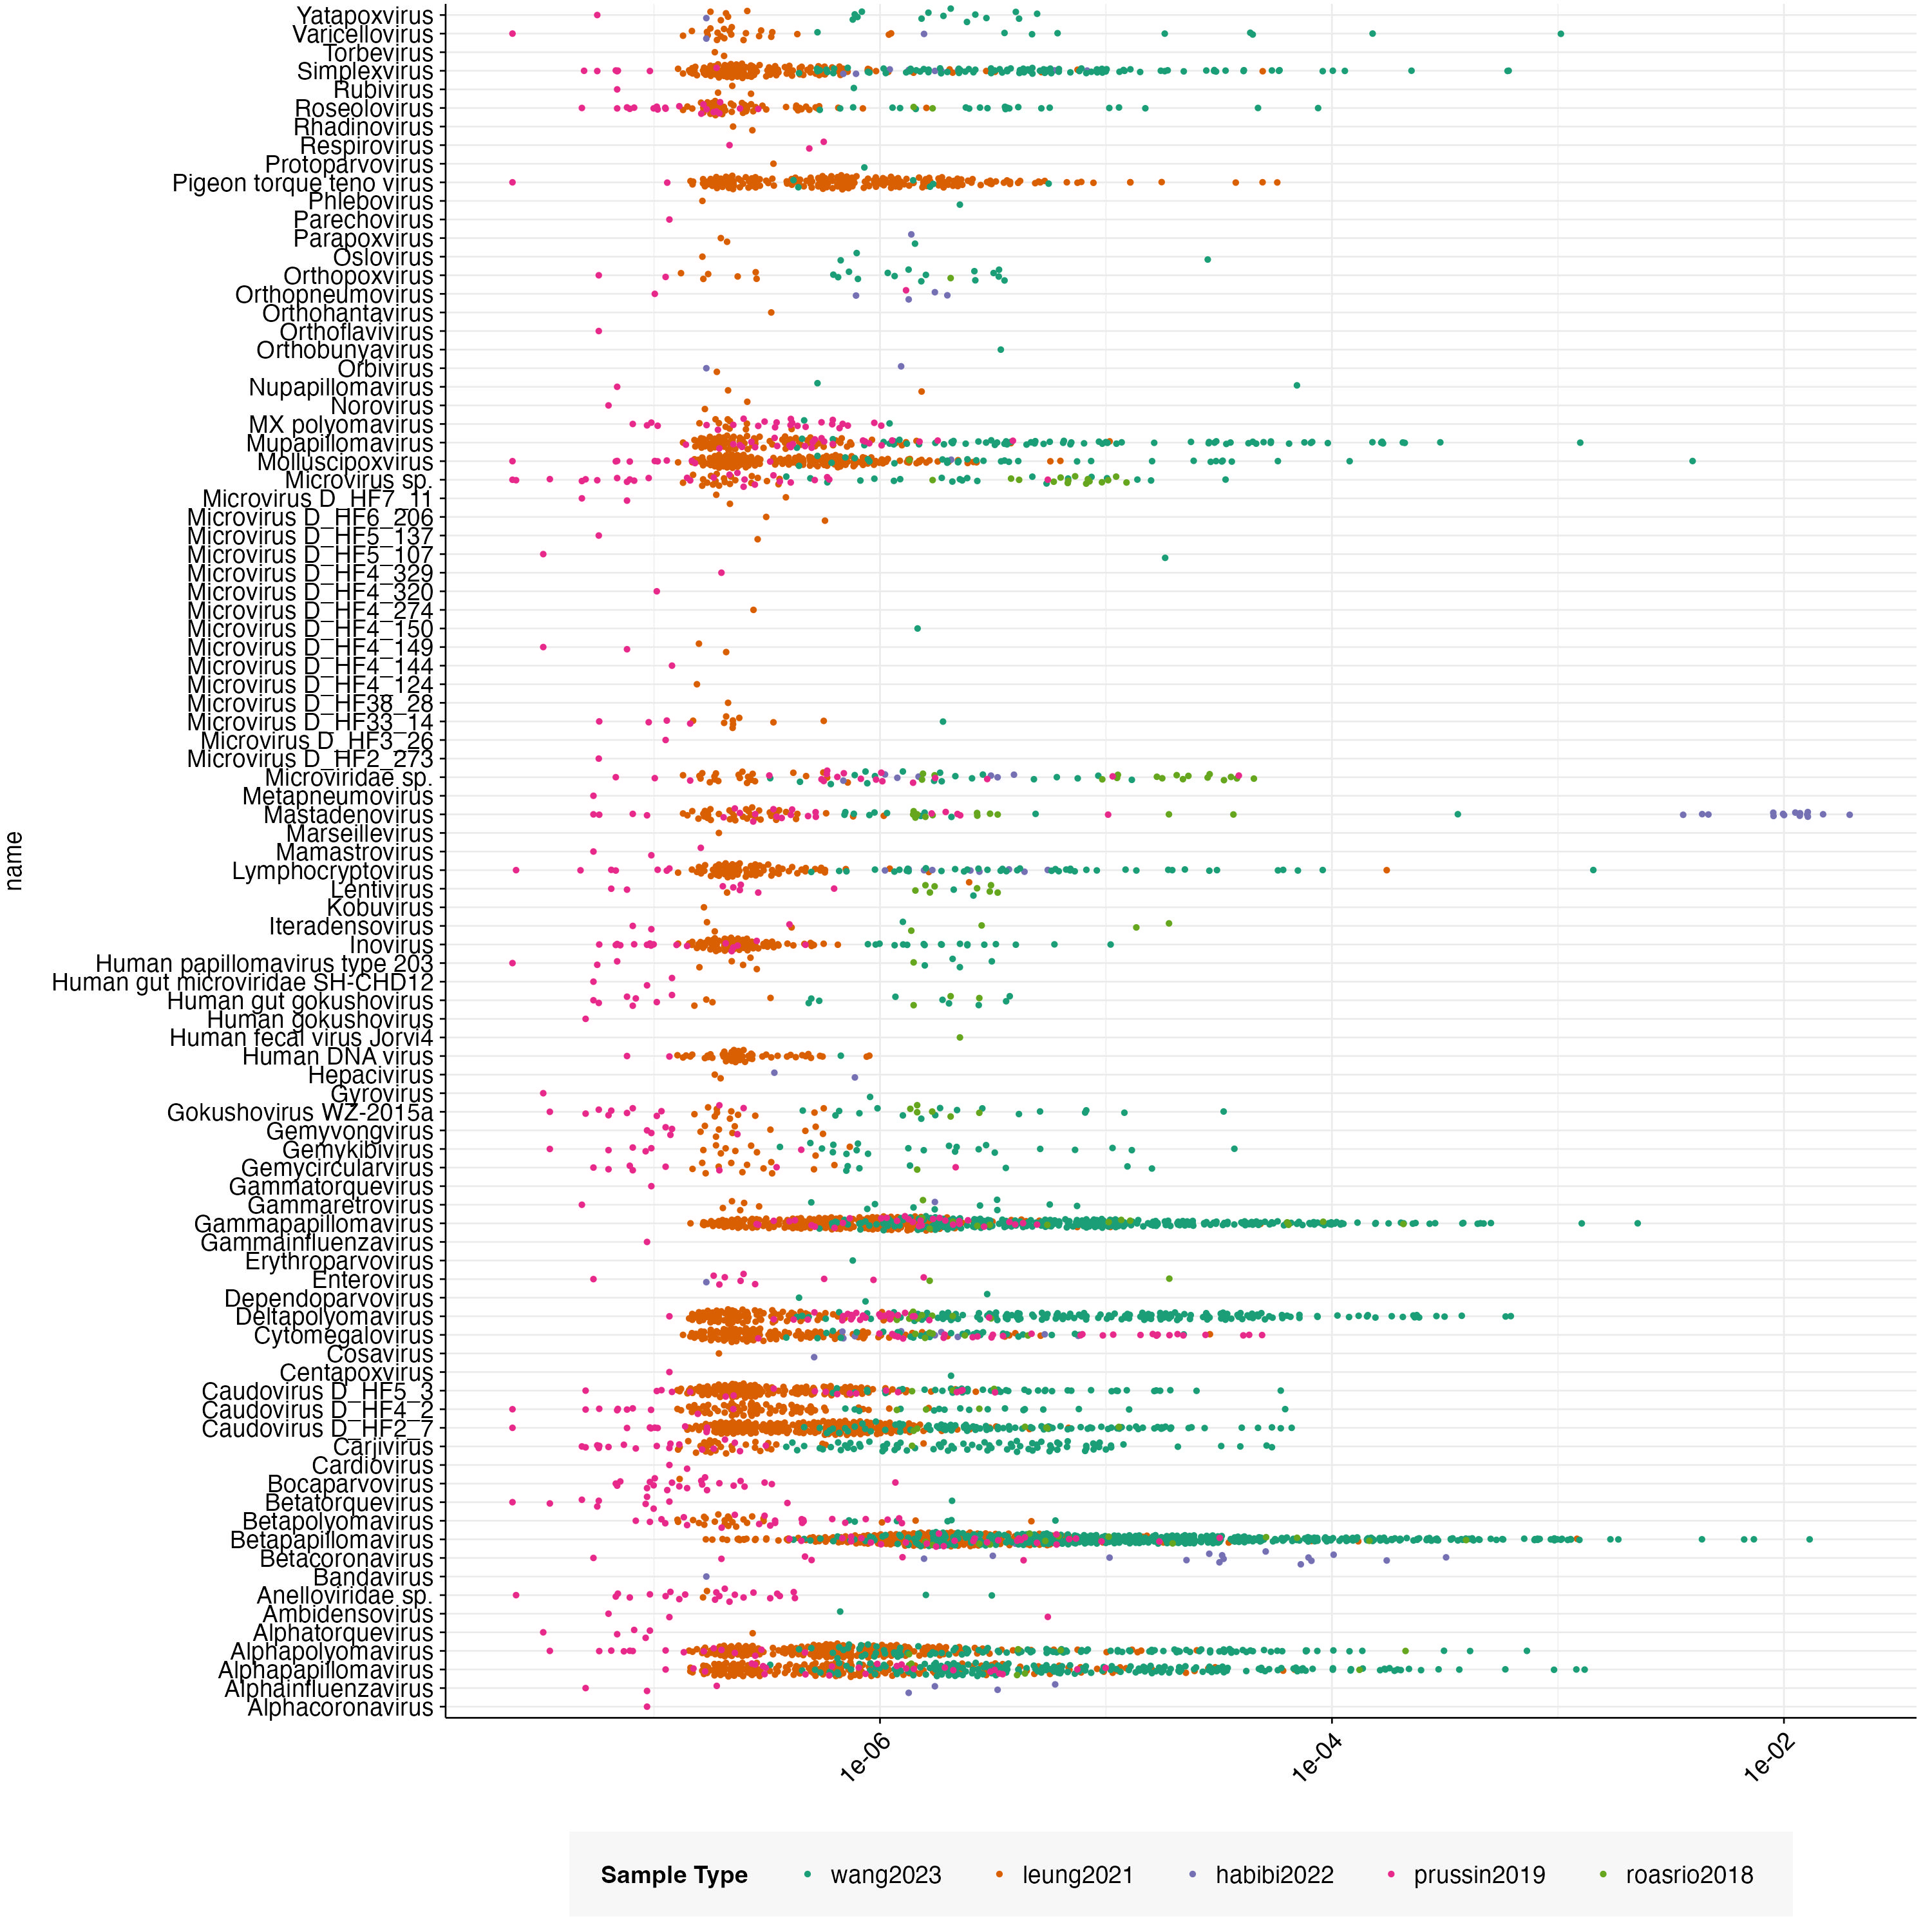 Yatapoxvirus
Varicellovirus
Torbevirus
Simplexvirus
Rubivirus
Roseolovirus
Rhadinovirus
Respirovirus
Protoparvovirus
Pigeon torque teno virus
Phlebovirus
Parechovirus
Parapoxvirus
Oslovirus
Orthopoxvirus
Orthopneumovirus
Orthohantavirus
Orthoflavivirus
Orthobunyavirus
Orbivirus
Nupapillomavirus
Norovirus
MX polyomavirus
Mupapillomavirus
Molluscipoxvirus
Microvirus sp.
Microvirus D_HF7_11
Microvirus D_HF6_206
Microvirus D_HF5_137
Microvirus D_HF5_107
Microvirus D_HF4_329
Microvirus D_HF4_320
Microvirus D_HF4_274
Microvirus D_HF4_150
Microvirus D_HF4_149
Microvirus D_HF4_144
Microvirus D_HF4_124
Microvirus D_HF38_28
Microvirus D_HF33_14
Microvirus D_HF3_26
Microvirus D_HF2_273
Microviridae sp.
Metapneumovirus
Mastadenovirus
Marseillevirus
Mamastrovirus
Lymphocryptovirus
Lentivirus
Kobuvirus
Iteradensovirus
Inovirus
Human papillomavirus type 203
Human gut microviridae SH-CHD12
Human gut gokushovirus
Human gokushovirus
Human fecal virus Jorvi4
Human DNA virus
Hepacivirus
Gyrovirus
Gokushovirus WZ-2015a
Gemyvongvirus
Gemykibivirus
Gemycircularvirus
Gammatorquevirus
Gammaretrovirus
Gammapapillomavirus
Gammainfluenzavirus
Erythroparvovirus
Enterovirus
Dependoparvovirus
Deltapolyomavirus
Cytomegalovirus
Cosavirus
Centapoxvirus
Caudovirus D_HF5_3
Caudovirus D_HF4_2
Caudovirus D_HF2_7
Carjivirus
Cardiovirus
Bocaparvovirus
Betatorquevirus
Betapolyomavirus
Betapapillomavirus
Betacoronavirus
Bandavirus
Anelloviridae sp.
Ambidensovirus
Alphatorquevirus
Alphapolyomavirus
Alphapapillomavirus
Alphainfluenzavirus
Alphacoronavirus
name
1e-06 1e-04 1e-02
Sample Type wang2023 leung2021 habibi2022 prussin2019 roasrio2018